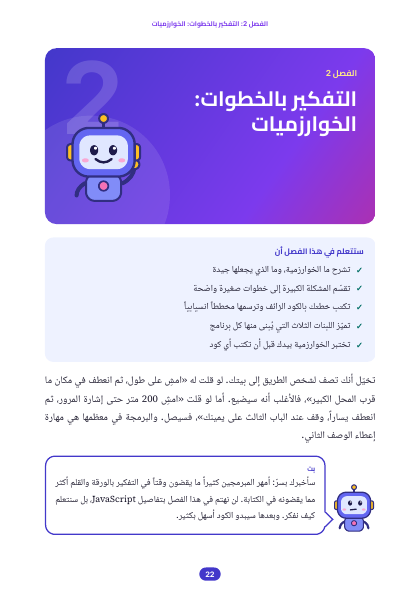 الفصل 2: التفكير بالخطوات: الخوارزميات
2
الفصل 2
التفكير بالخطوات:
الخوارزميات
ستتعلم في هذا الفصل أن
✓ تشرح ما الخوارزمية، وما الذي يجعلها جيدة
✓ تقسّم المشكلة الكبيرة إلى خطوات صغيرة واضحة
✓ تكتب خطتك بالكود الزائف وترسمها مخططاً انسيابياً
✓ تميّز اللبنات الثلاث التي يُبنى منها كل برنامج
✓ تختبر الخوارزمية بيدك قبل أن تكتب أي كود
تخيّل أنك تصف لشخص الطريق إلى بيتك. لو قلت له «امشِ على طول، ثم انعطف في مكان ما
قرب المحل الكبير»، فالأغلب أنه سيضيع. أما لو قلت «امشِ 200 متر حتى إشارة المرور، ثم
انعطف يساراً، وقف عند الباب الثالث على يمينك»، فسيصل. والبرمجة في معظمها هي مهارة
إعطاء الوصف الثاني.
بت
سأخبرك بسرّ: أمهر المبرمجين كثيراً ما يقضون وقتاً في التفكير بالورقة والقلم أكثر
مما يقضونه في الكتابة. لن نهتم في هذا الفصل بتفاصيل JavaScript، بل سنتعلم
كيف نفكر. وبعدها سيبدو الكود أسهل بكثير.
22